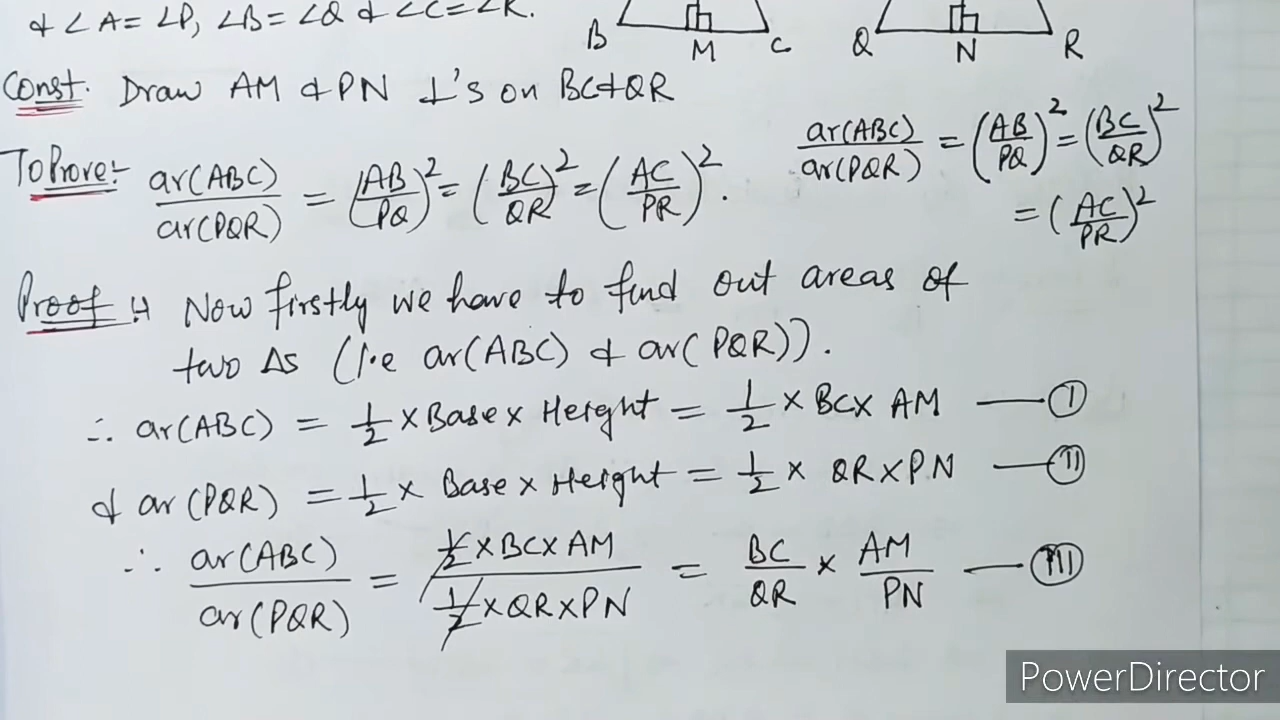 & ∠A = ∠P, ∠B = ∠Q & ∠C = ∠R.
B M C Q N R
Const. Draw AM & PN ⊥'s on BC & QR
To Prove:- ar(ABC)/ar(PQR) = (AB/PQ)² = (BC/QR)² = (AC/PR)².
ar(ABC)/ar(PQR) = (AB/PQ)² = (BC/QR)²
= (AC/PR)²
Proof :- Now firstly we have to find out areas of
two Δs (i.e ar(ABC) & ar(PQR)).
∴ ar(ABC) = 1/2 × Base × Height = 1/2 × BC × AM — (I)
& ar(PQR) = 1/2 × Base × Height = 1/2 × QR × PN — (II)
∴ ar(ABC)/ar(PQR) = (1/2 × BC × AM)/(1/2 × QR × PN) = BC/QR × AM/PN — (III)
PowerDirector